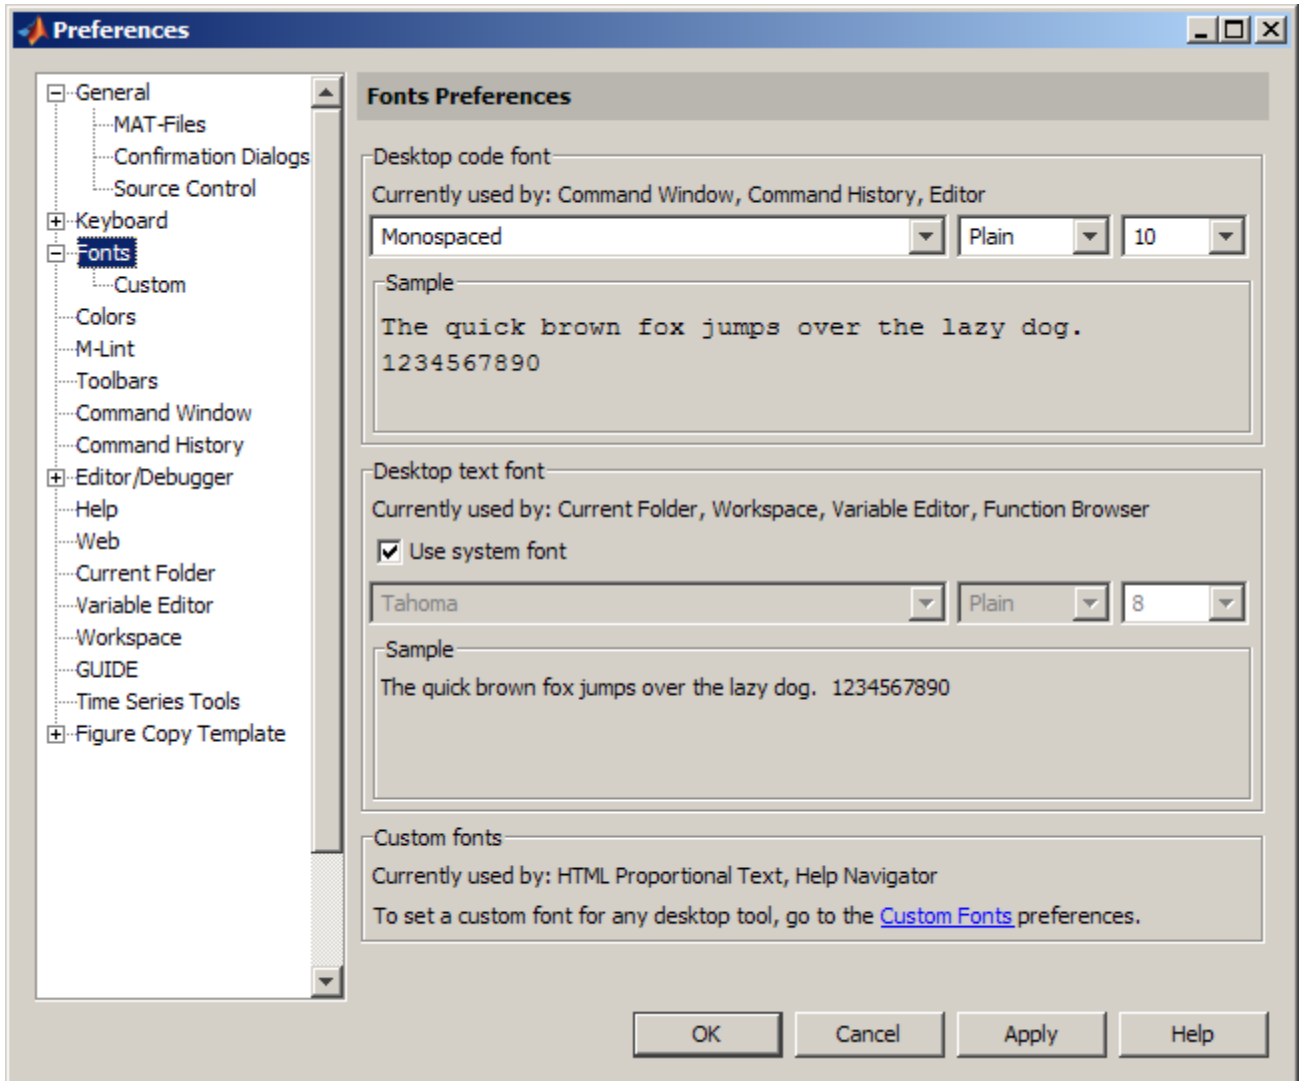 Preferences
General
MAT-Files
Confirmation Dialogs
Source Control
Keyboard
Fonts
Custom
Colors
M-Lint
Toolbars
Command Window
Command History
Editor/Debugger
Help
Web
Current Folder
Variable Editor
Workspace
GUIDE
Time Series Tools
Figure Copy Template
Fonts Preferences
Desktop code font
Currently used by: Command Window, Command History, Editor
Monospaced Plain 10
Sample
The quick brown fox jumps over the lazy dog.
1234567890
Desktop text font
Currently used by: Current Folder, Workspace, Variable Editor, Function Browser
Use system font
Tahoma Plain 8
Sample
The quick brown fox jumps over the lazy dog.  1234567890
Custom fonts
Currently used by: HTML Proportional Text, Help Navigator
To set a custom font for any desktop tool, go to the Custom Fonts preferences.
OK Cancel Apply Help